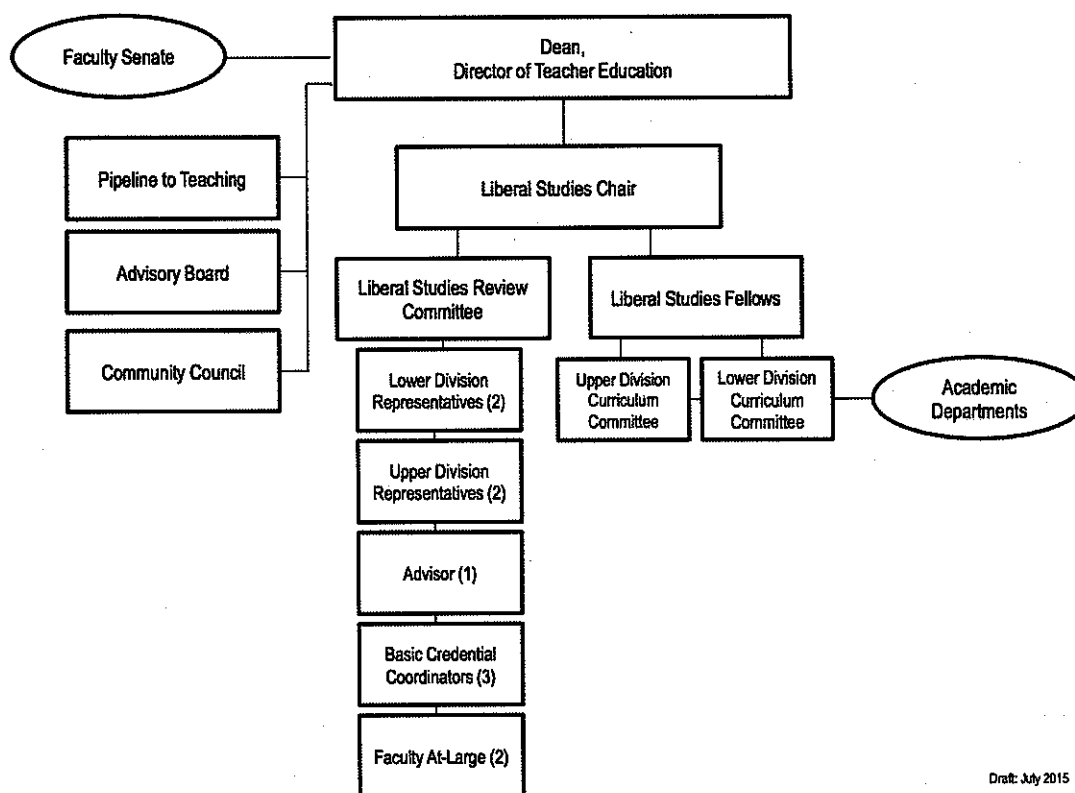 Faculty Senate
Dean,
Director of Teacher Education
Pipeline to Teaching
Liberal Studies Chair
Advisory Board
Liberal Studies Review
Committee
Liberal Studies Fellows
Community Council
Lower Division
Representatives (2)
Upper Division
Curriculum
Committee
Lower Division
Curriculum
Committee
Academic
Departments
Upper Division
Representatives (2)
Advisor (1)
Basic Credential
Coordinators (3)
Faculty At-Large (2)
Draft: July 2015